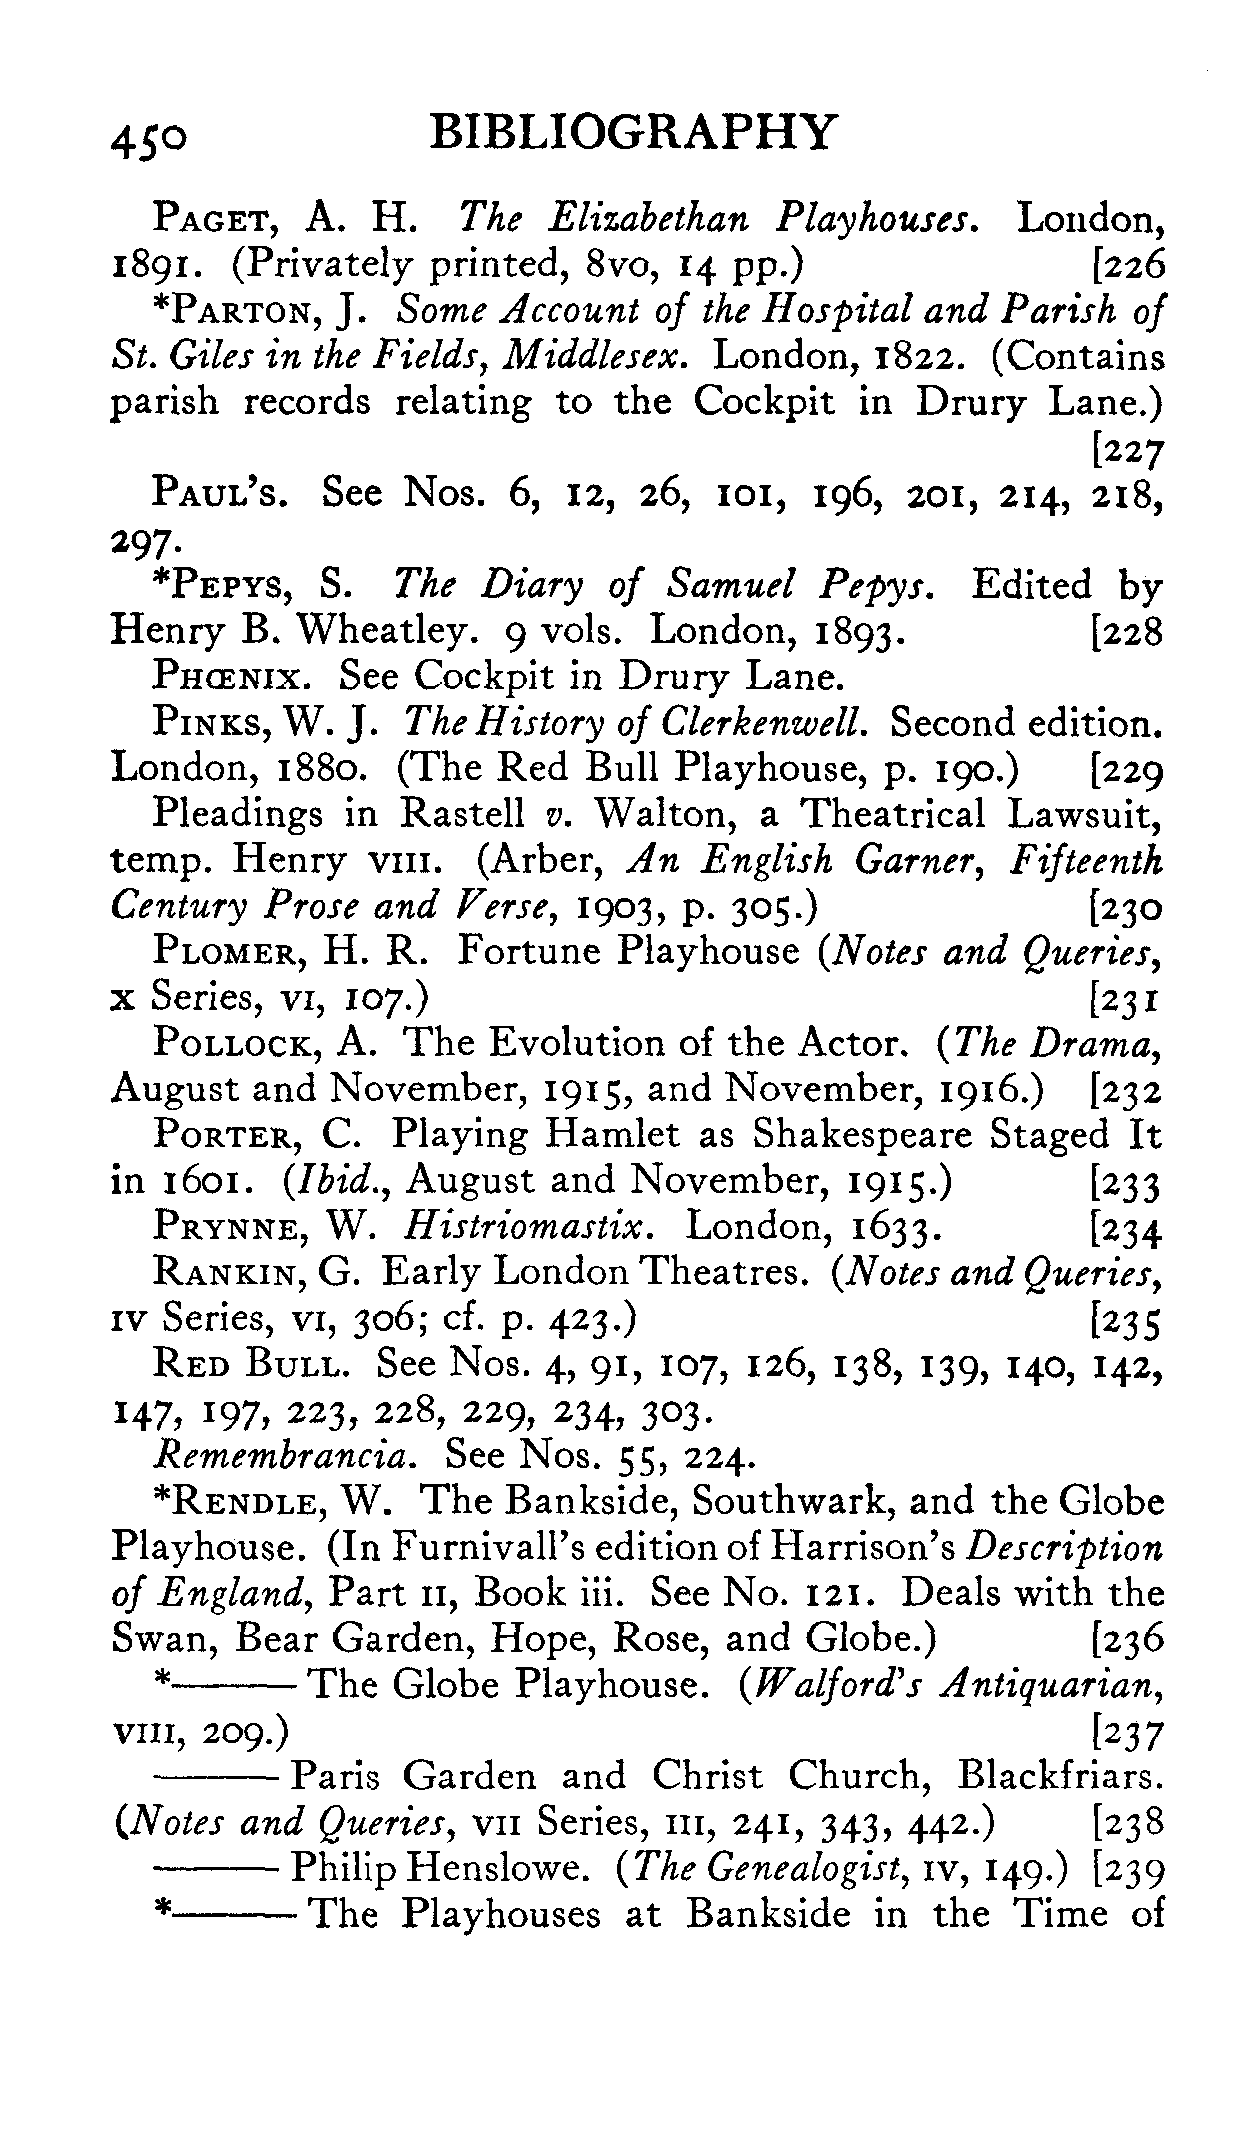 450 BIBLIOGRAPHY
PAGET, A. H. The Elizabethan Playhouses. London,
1891. (Privately printed, 8vo, 14 pp.) [226
*PARTON, J. Some Account of the Hospital and Parish of
St. Giles in the Fields, Middlesex. London, 1822. (Contains
parish records relating to the Cockpit in Drury Lane.)
[227
PAUL'S. See Nos. 6, 12, 26, 101, 196, 201, 214, 218,
297.
*PEPYS, S. The Diary of Samuel Pepys. Edited by
Henry B. Wheatley. 9 vols. London, 1893. [228
PHŒNIX. See Cockpit in Drury Lane.
PINKS, W. J. The History of Clerkenwell. Second edition.
London, 1880. (The Red Bull Playhouse, p. 190.) [229
Pleadings in Rastell v. Walton, a Theatrical Lawsuit,
temp. Henry VIII. (Arber, An English Garner, Fifteenth
Century Prose and Verse, 1903, p. 305.) [230
PLOMER, H. R. Fortune Playhouse (Notes and Queries,
X Series, VI, 107.) [231
POLLOCK, A. The Evolution of the Actor. (The Drama,
August and November, 1915, and November, 1916.) [232
PORTER, C. Playing Hamlet as Shakespeare Staged It
in 1601. (Ibid., August and November, 1915.) [233
PRYNNE, W. Histriomastix. London, 1633. [234
RANKIN, G. Early London Theatres. (Notes and Queries,
IV Series, VI, 306; cf. p. 423.) [235
RED BULL. See Nos. 4, 91, 107, 126, 138, 139, 140, 142,
147, 197, 223, 228, 229, 234, 303.
Remembrancia. See Nos. 55, 224.
*RENDLE, W. The Bankside, Southwark, and the Globe
Playhouse. (In Furnivall's edition of Harrison's Description
of England, Part II, Book iii. See No. 121. Deals with the
Swan, Bear Garden, Hope, Rose, and Globe.) [236
*——— The Globe Playhouse. (Walford's Antiquarian,
VIII, 209.) [237
——— Paris Garden and Christ Church, Blackfriars.
(Notes and Queries, VII Series, III, 241, 343, 442.) [238
——— Philip Henslowe. (The Genealogist, IV, 149.) [239
*——— The Playhouses at Bankside in the Time of